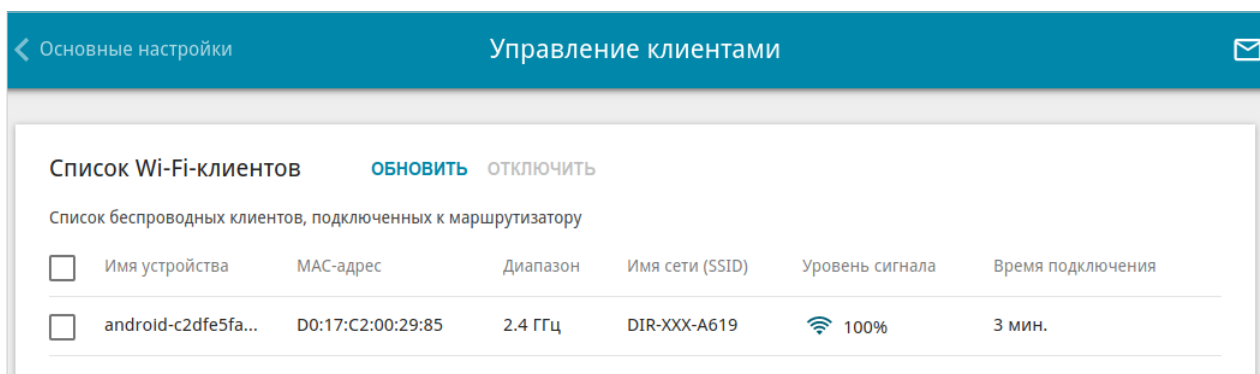 Основные настройки Управление клиентами
Список Wi-Fi-клиентов ОБНОВИТЬ ОТКЛЮЧИТЬ
Список беспроводных клиентов, подключенных к маршрутизатору
Имя устройства MAC-адрес Диапазон Имя сети (SSID) Уровень сигнала Время подключения
android-c2dfe5fa... D0:17:C2:00:29:85 2.4 ГГц DIR-XXX-A619 100% 3 мин.